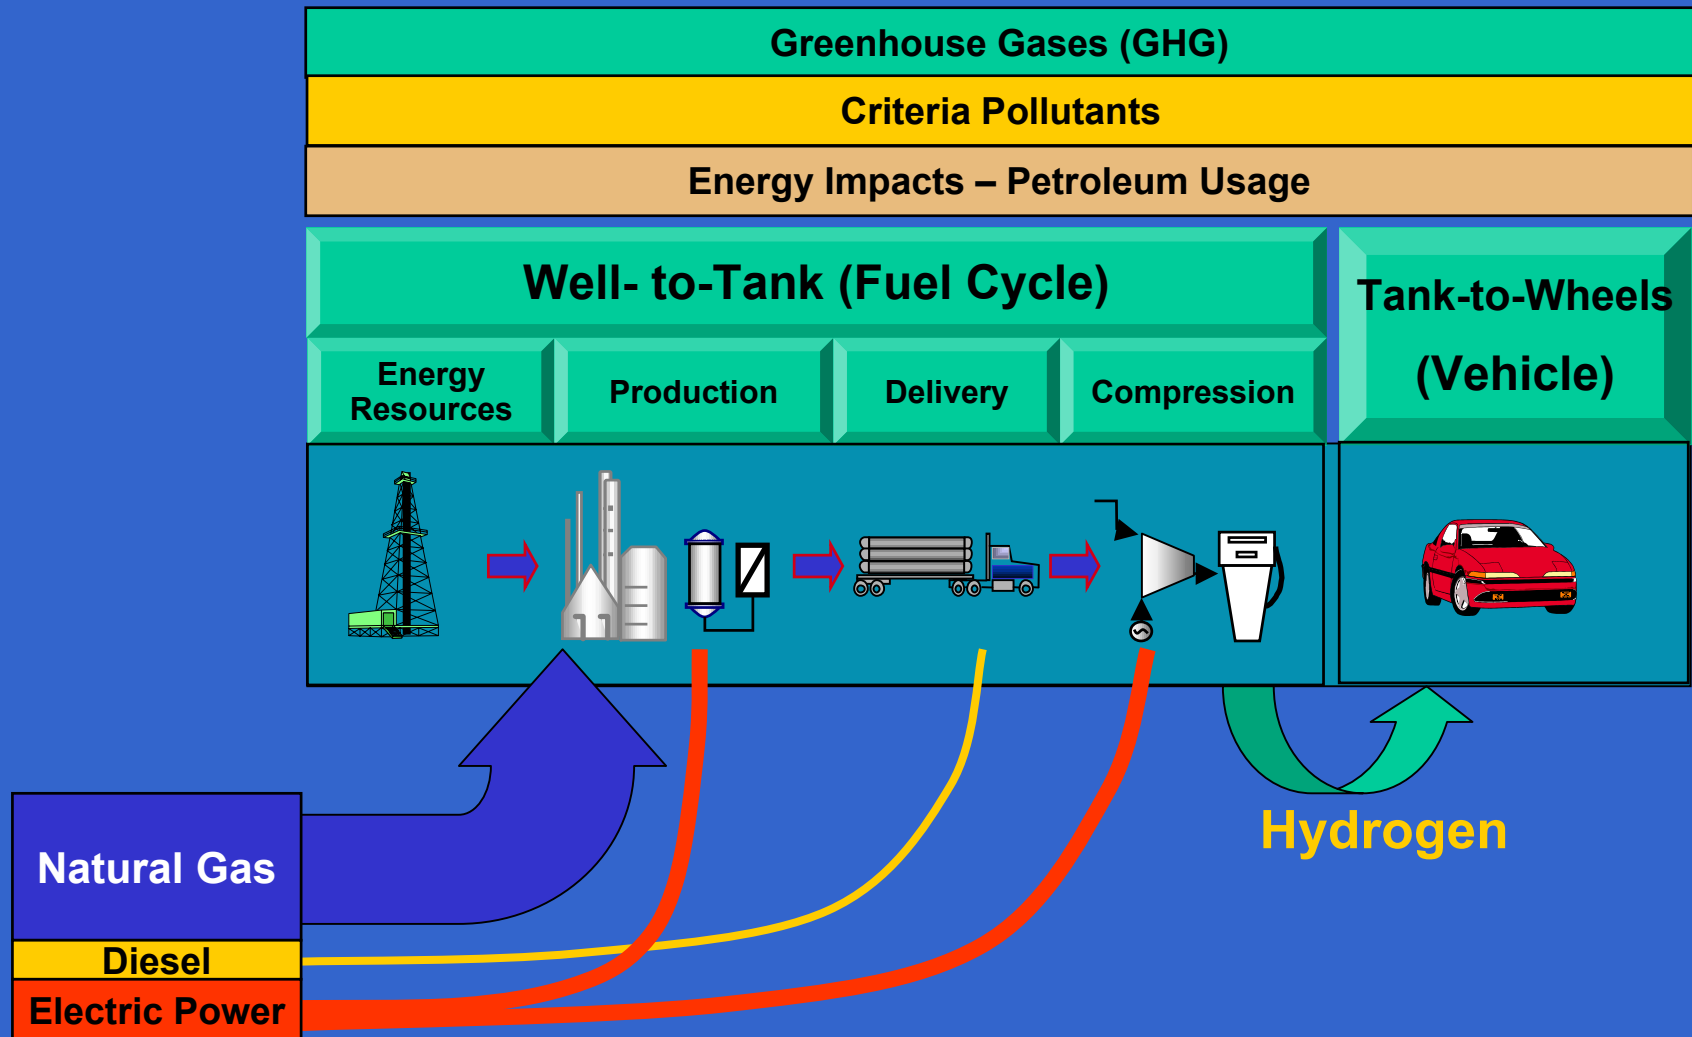 Greenhouse Gases (GHG)
Criteria Pollutants
Energy Impacts – Petroleum Usage
Well- to-Tank (Fuel Cycle)
Tank-to-Wheels
(Vehicle)
Energy
Resources
Production
Delivery
Compression
Hydrogen
Natural Gas
Diesel
Electric Power